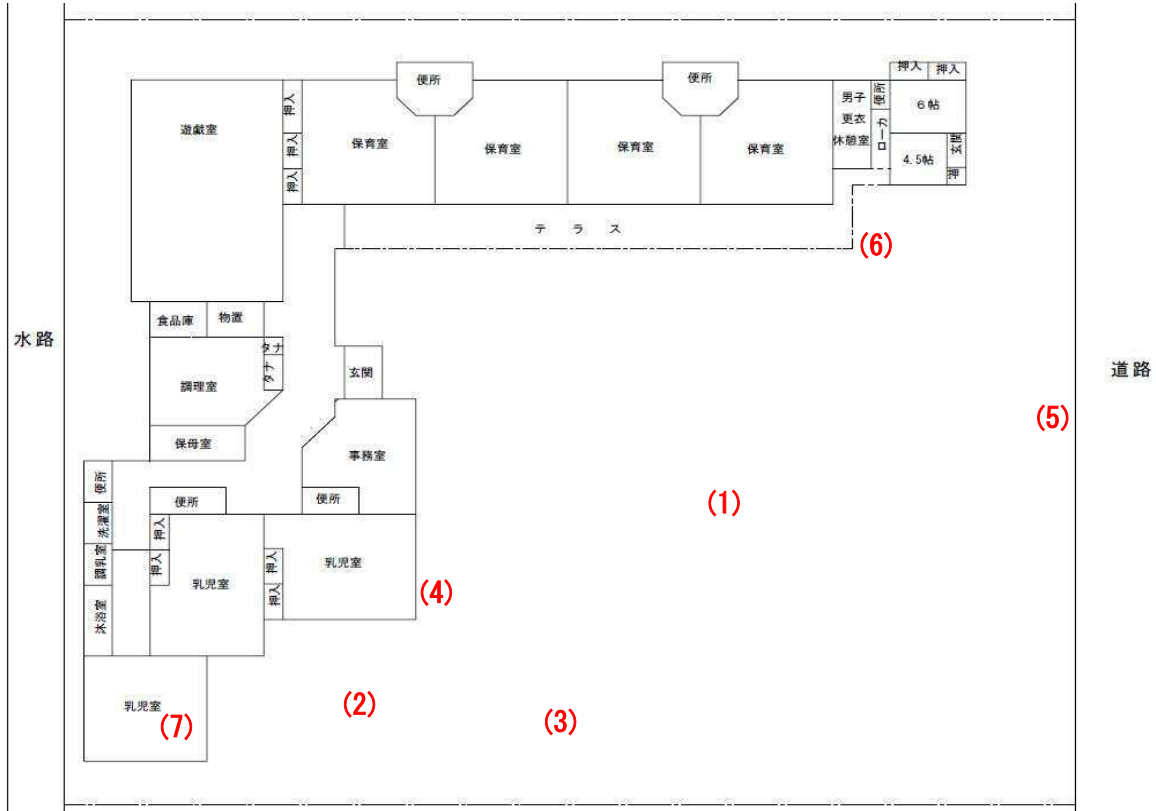 押入
押入
便所
便所
遊戯室
押入
押入
押入
保育室
保育室
保育室
保育室
男子
更衣
休憩室
便所
ローカ
6帖
4.5帖
玄関
押
テ ラ ス
(6)
食品庫
物置
水路
タナ
タナ
調理室
玄関
道路
(5)
保母室
事務室
便所
便所
便所
(1)
洗濯室
調乳室
沐浴室
押入
押入
乳児室
押入
押入
乳児室
(4)
乳児室
(7)
(2)
(3)